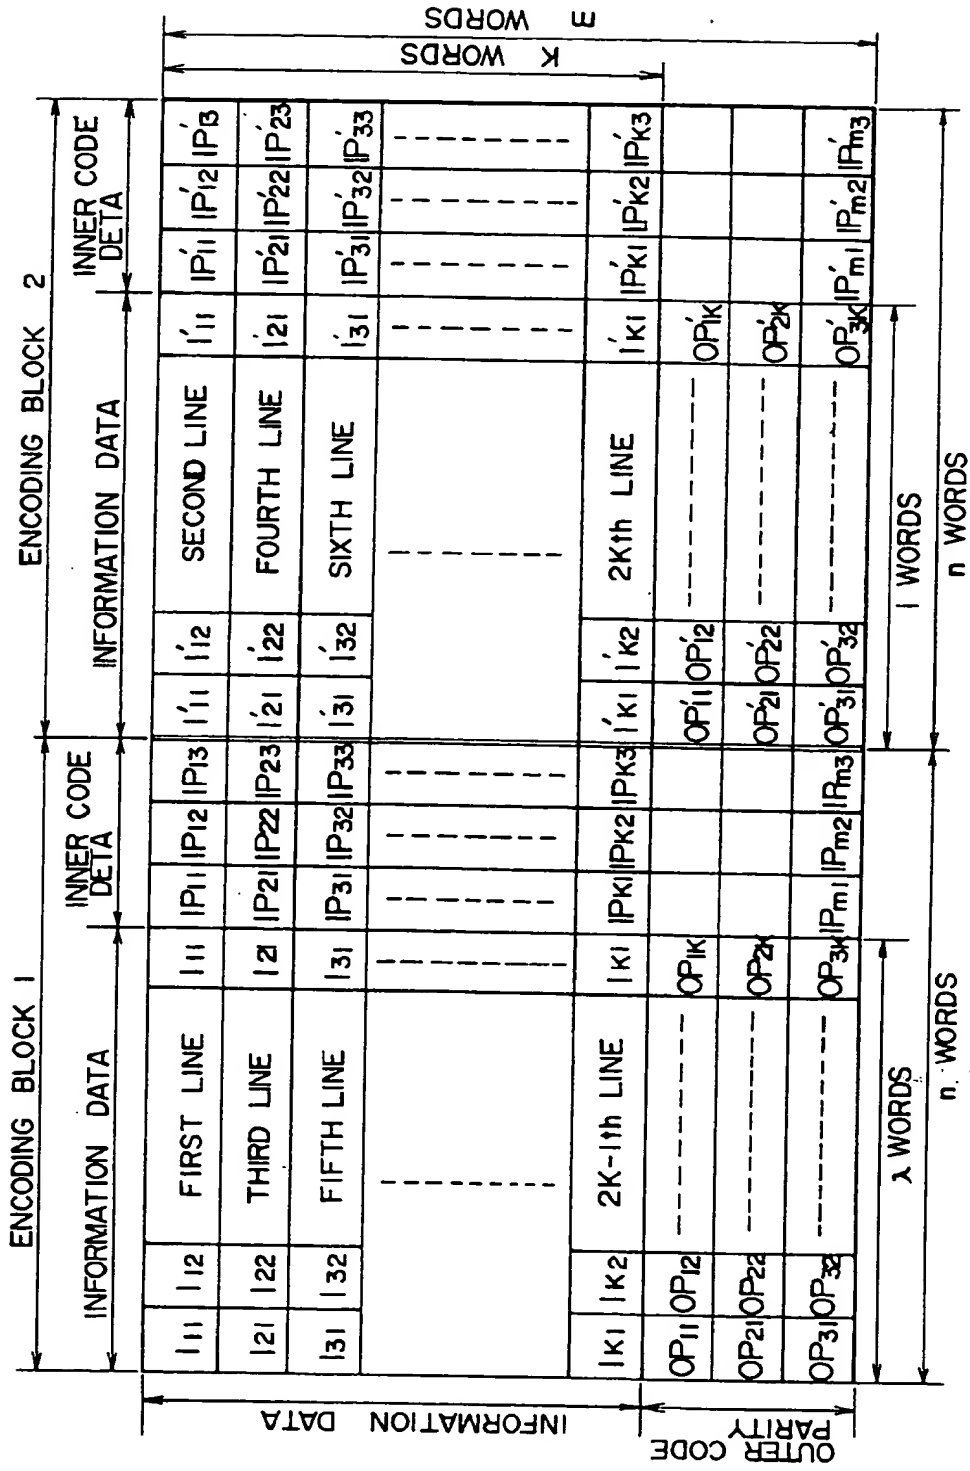 ENCODING BLOCK 1 ENCODING BLOCK 2
INFORMATION DATA INNER CODE DETA INFORMATION DATA INNER CODE DETA
I11 I12 FIRST LINE I11 IP11 IP12 IP13 I'11 I'12 SECOND LINE I'11 IP'11 IP'12 IP'13
I21 I22 THIRD LINE I21 IP21 IP22 IP23 I'21 I'22 FOURTH LINE I'21 IP'21 IP'22 IP'23
I31 I32 FIFTH LINE I31 IP31 IP32 IP33 I'31 I'32 SIXTH LINE I'31 IP'31 IP'32 IP'33
IK1 IK2 2K-1th LINE IK1 IPK1 IPK2 IPK3 I'K1 I'K2 2Kth LINE I'K1 IP'K1 IP'K2 IP'K3
OP11 OP12 OP1K OP'11 OP'12 OP'1K
OP21 OP22 OP2K OP'21 OP'22 OP'2K
OP31 OP32 OP3K IPm1 IPm2 IPm3 OP'31 OP'32 OP'3K IP'm1 IP'm2 IP'm3
λ WORDS l WORDS
n WORDS n WORDS
INFORMATION DATA
OUTER CODE PARITY
K WORDS
m WORDS